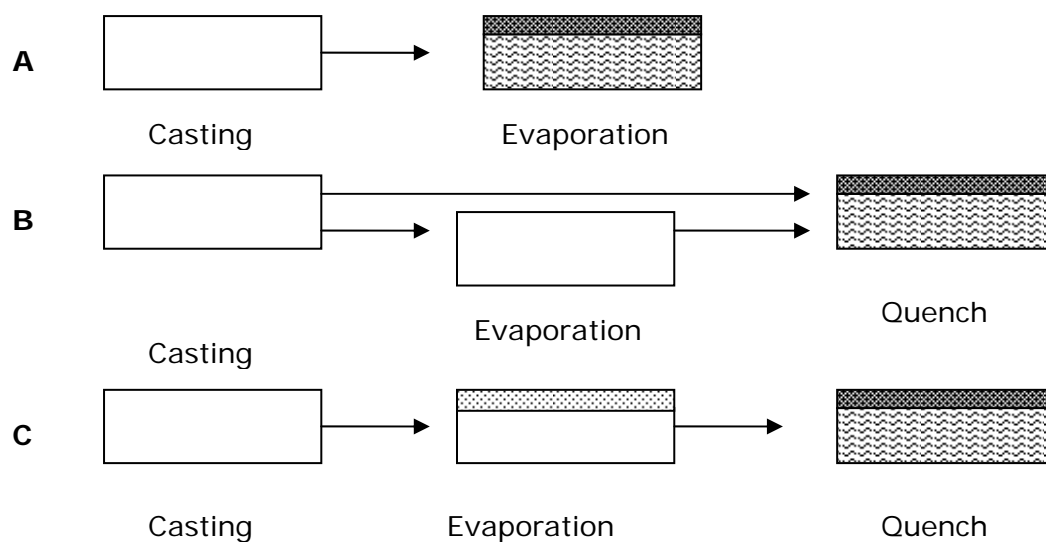 A
Casting Evaporation
B
Quench
Evaporation
Casting
C
Casting Evaporation Quench